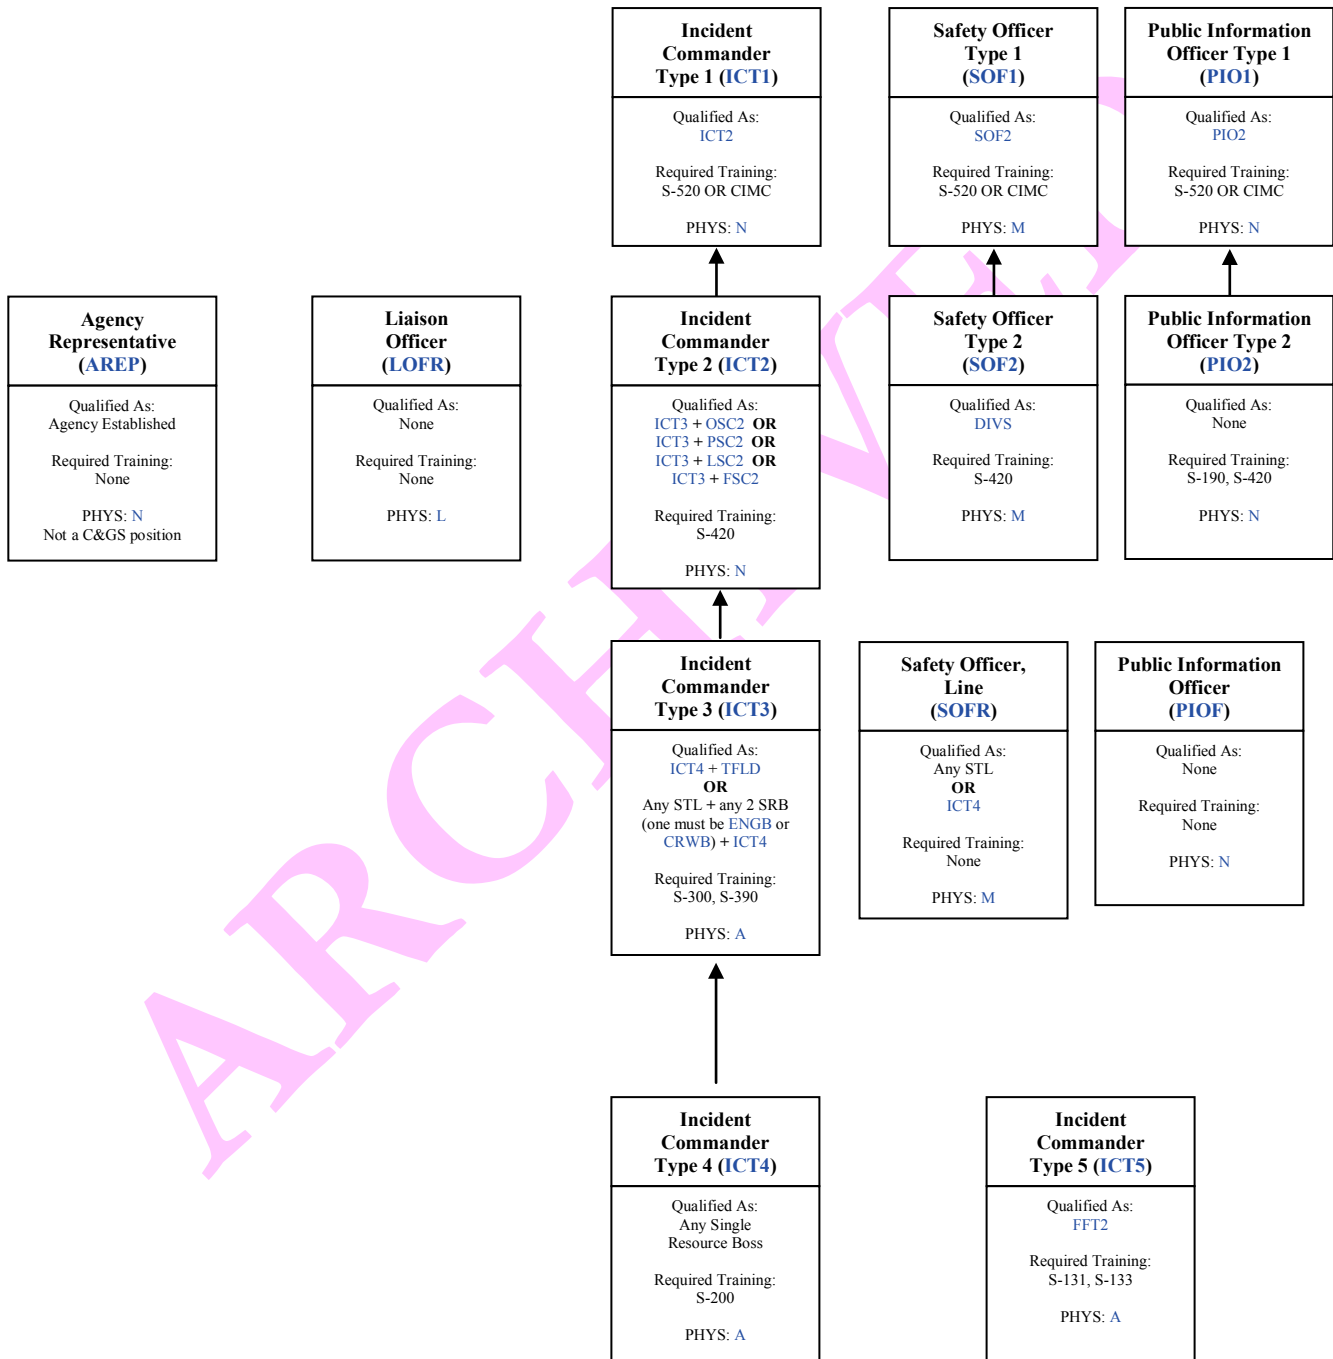 Incident
Commander
Type 1 (ICT1)
Qualified As:
ICT2
Required Training:
S-520 OR CIMC
PHYS: N
Safety Officer
Type 1
(SOF1)
Qualified As:
SOF2
Required Training:
S-520 OR CIMC
PHYS: M
Public Information
Officer Type 1
(PIO1)
Qualified As:
PIO2
Required Training:
S-520 OR CIMC
PHYS: N
Agency
Representative
(AREP)
Qualified As:
Agency Established
Required Training:
None
PHYS: N
Not a C&GS position
Liaison
Officer
(LOFR)
Qualified As:
None
Required Training:
None
PHYS: L
Incident
Commander
Type 2 (ICT2)
Qualified As:
ICT3 + OSC2 OR
ICT3 + PSC2 OR
ICT3 + LSC2 OR
ICT3 + FSC2
Required Training:
S-420
PHYS: N
Safety Officer
Type 2
(SOF2)
Qualified As:
DIVS
Required Training:
S-420
PHYS: M
Public Information
Officer Type 2
(PIO2)
Qualified As:
None
Required Training:
S-190, S-420
PHYS: N
Incident
Commander
Type 3 (ICT3)
Qualified As:
ICT4 + TFLD
OR
Any STL + any 2 SRB
(one must be ENGB or
CRWB) + ICT4
Required Training:
S-300, S-390
PHYS: A
Safety Officer,
Line
(SOFR)
Qualified As:
Any STL
OR
ICT4
Required Training:
None
PHYS: M
Public Information
Officer
(PIOF)
Qualified As:
None
Required Training:
None
PHYS: N
Incident
Commander
Type 4 (ICT4)
Qualified As:
Any Single
Resource Boss
Required Training:
S-200
PHYS: A
Incident
Commander
Type 5 (ICT5)
Qualified As:
FFT2
Required Training:
S-131, S-133
PHYS: A
ARCHIVED